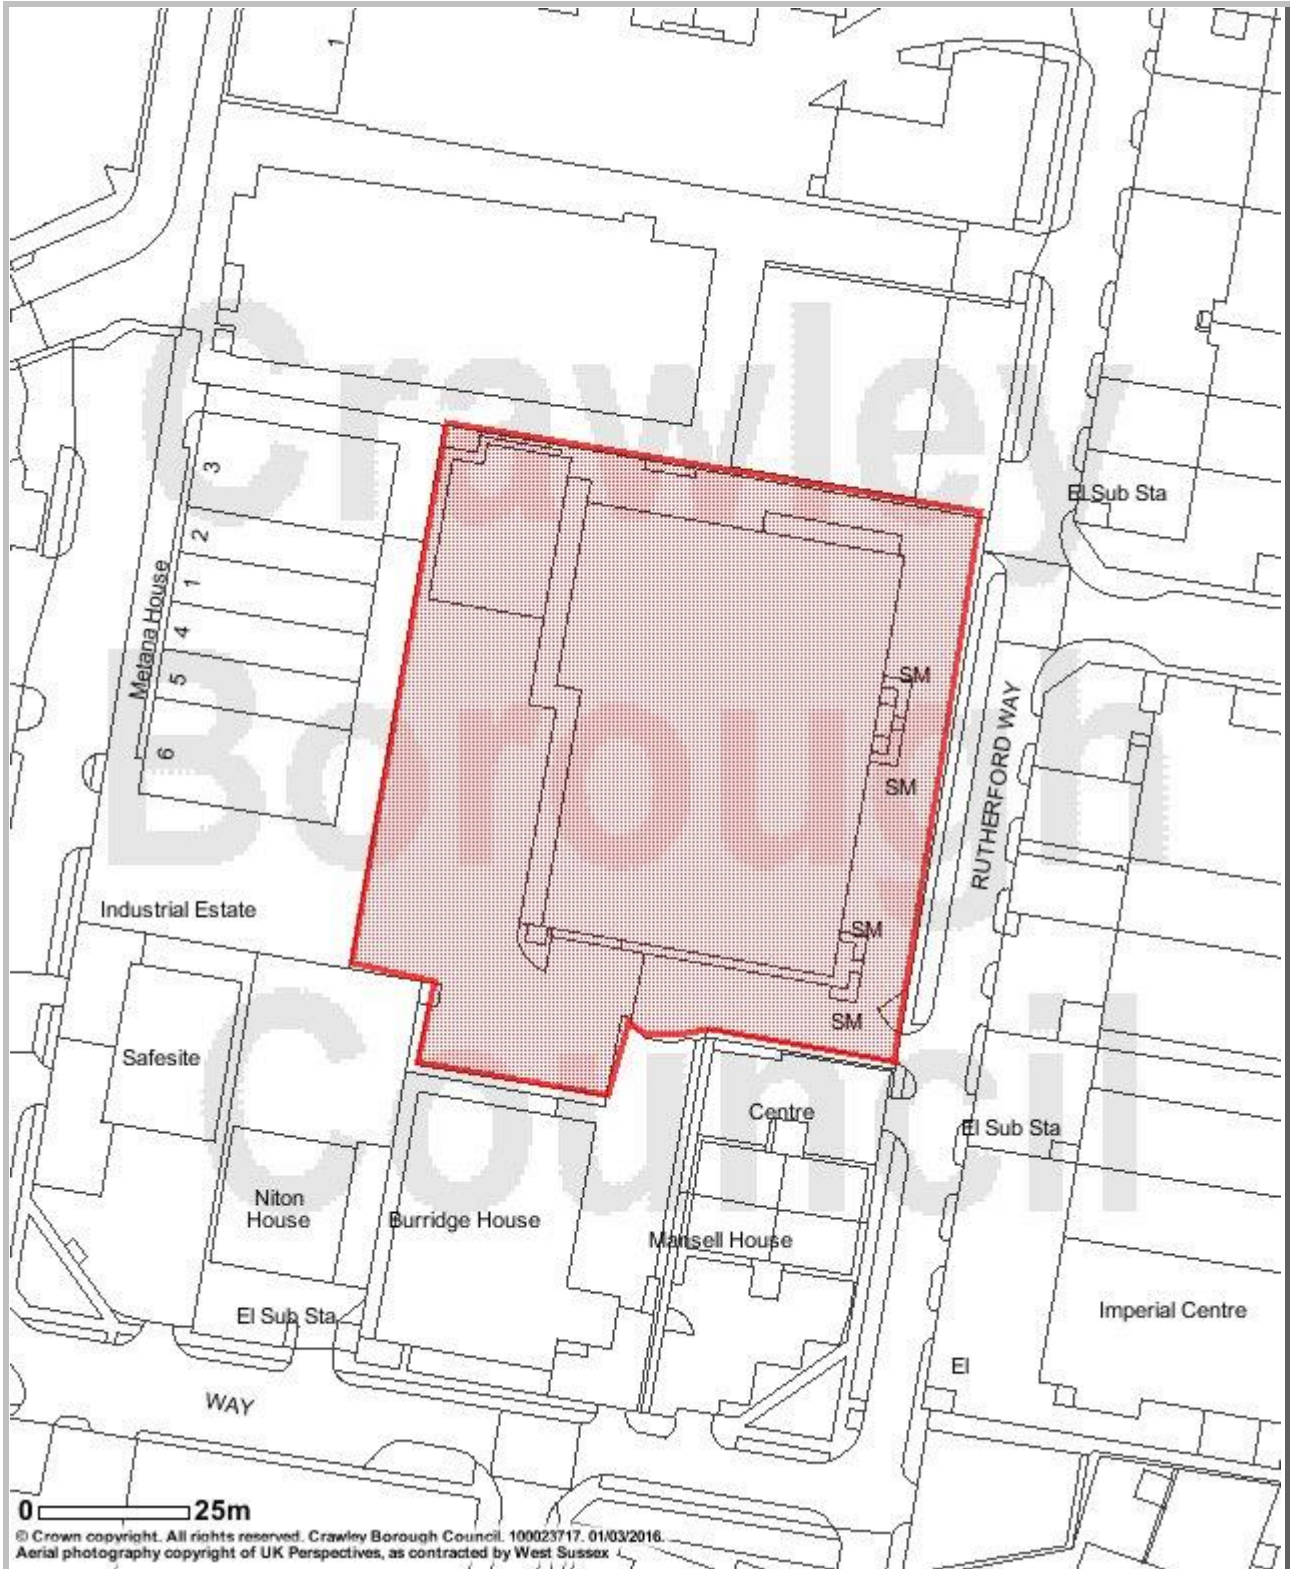 1
Crawley
Borough
Council
3
2
1
4
5
6
Metana House
El Sub Sta
SM
SM
RUTHERFORD WAY
Industrial Estate
SM
SM
Safesite
Centre
El Sub Sta
Niton
House
Burridge House
Mansell House
El Sub Sta
Imperial Centre
El
WAY
0 25m
© Crown copyright. All rights reserved. Crawley Borough Council. 100023717. 01/03/2016.
Aerial photography copyright of UK Perspectives, as contracted by West Sussex